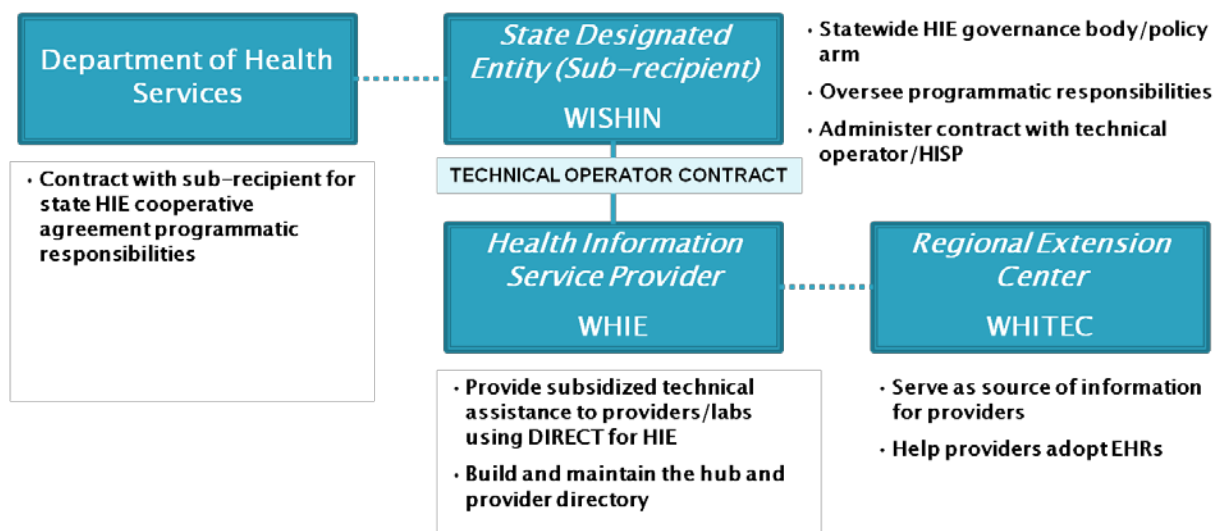 Department of Health
Services
• Contract with sub-recipient for
state HIE cooperative
agreement programmatic
responsibilities
State Designated
Entity (Sub-recipient)
WISHIN
• Statewide HIE governance body/policy
arm
• Oversee programmatic responsibilities
• Administer contract with technical
operator/HISP
TECHNICAL OPERATOR CONTRACT
Health Information
Service Provider
WHIE
• Provide subsidized technical
assistance to providers/labs
using DIRECT for HIE
• Build and maintain the hub and
provider directory
Regional Extension
Center
WHITEC
• Serve as source of information
for providers
• Help providers adopt EHRs